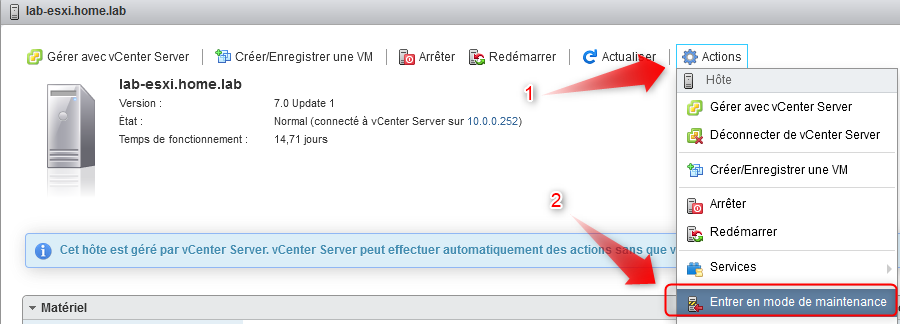 lab-esxi.home.lab
Gérer avec vCenter Server Créer/Enregistrer une VM Arrêter Redémarrer Actualiser Actions
lab-esxi.home.lab
Version : 7.0 Update 1
État : Normal (connecté à vCenter Server sur 10.0.0.252)
Temps de fonctionnement : 14,71 jours
1
Hôte
Gérer avec vCenter Server
Déconnecter de vCenter Server
Créer/Enregistrer une VM
Arrêter
Redémarrer
Services
Entrer en mode de maintenance
2
Cet hôte est géré par vCenter Server. vCenter Server peut effectuer automatiquement des actions sans que
Matériel